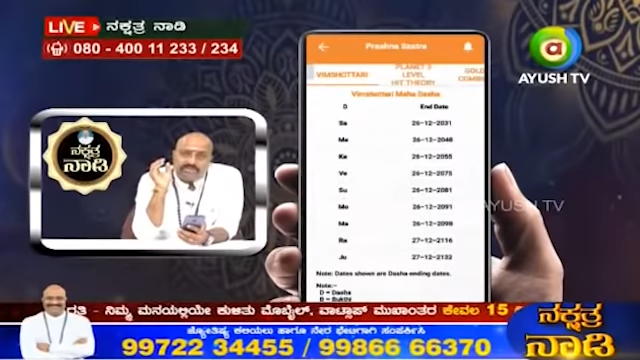 LIVE ನಕ್ಷತ್ರ ನಾಡಿ
080 - 400 11 233 / 234
a
AYUSH TV
ನಕ್ಷತ್ರ
ನಾಡಿ
Prashna Sastra
VIMSHOTTARI
PLANET 3
LEVEL
HIT THEORY
GOLD
COMBIN
Vimshottari Maha Dasha
D End Date
Sa 26-12-2031
Me 26-12-2048
Ke 26-12-2055
Ve 26-12-2075
Su 26-12-2081
Mo 26-12-2091
Ma 26-12-2098
Ra 27-12-2116
Ju 27-12-2132
Note: Dates shown are Dasha ending dates.
Note:-
D = Dasha
B = Bukthi
AYUSH TV
ರತಿ - ನಿಮ್ಮ ಮನೆಯಲ್ಲಿಯೇ ಕುಳಿತು ಮೊಬೈಲ್, ವಾಟ್ಸಾಪ್ ಮುಖಾಂತರ ಕೇವಲ 15
ಜ್ಯೋತಿಷ್ಯ ಕಲಿಯಲು ಹಾಗೂ ನೇರ ಭೇಟಿಗಾಗಿ ಸಂಪರ್ಕಿಸಿ
99722 34455 / 99866 66370
ನಕ್ಷತ್ರ
ನಾಡಿ